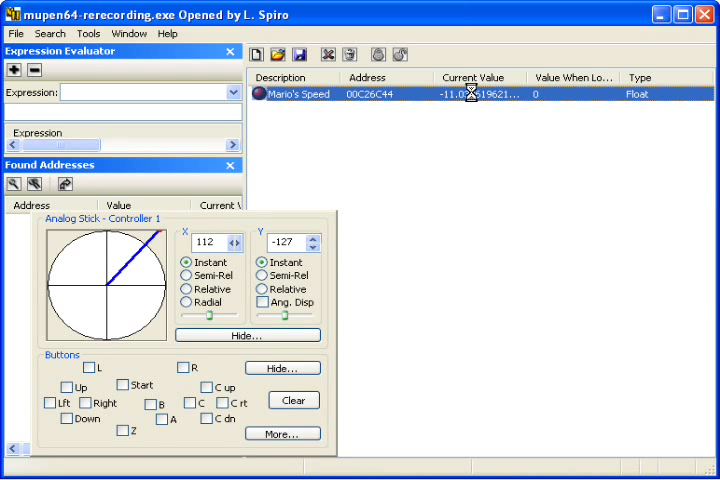 mupen64-rerecording.exe Opened by L. Spiro
File Search Tools Window Help
Expression Evaluator
Expression:
Expression
Found Addresses
Address Value Current
Description Address Current Value Value When Lo... Type
Mario's Speed 00C26C44 0 Float
Analog Stick - Controller 1
X Y
112 -127
Instant Instant
Semi-Rel Semi-Rel
Relative Relative
Radial Ang. Disp
Hide...
Buttons
L R Hide...
Up Start C up
Lft Right B C C rt Clear
Down A C dn
Z More...